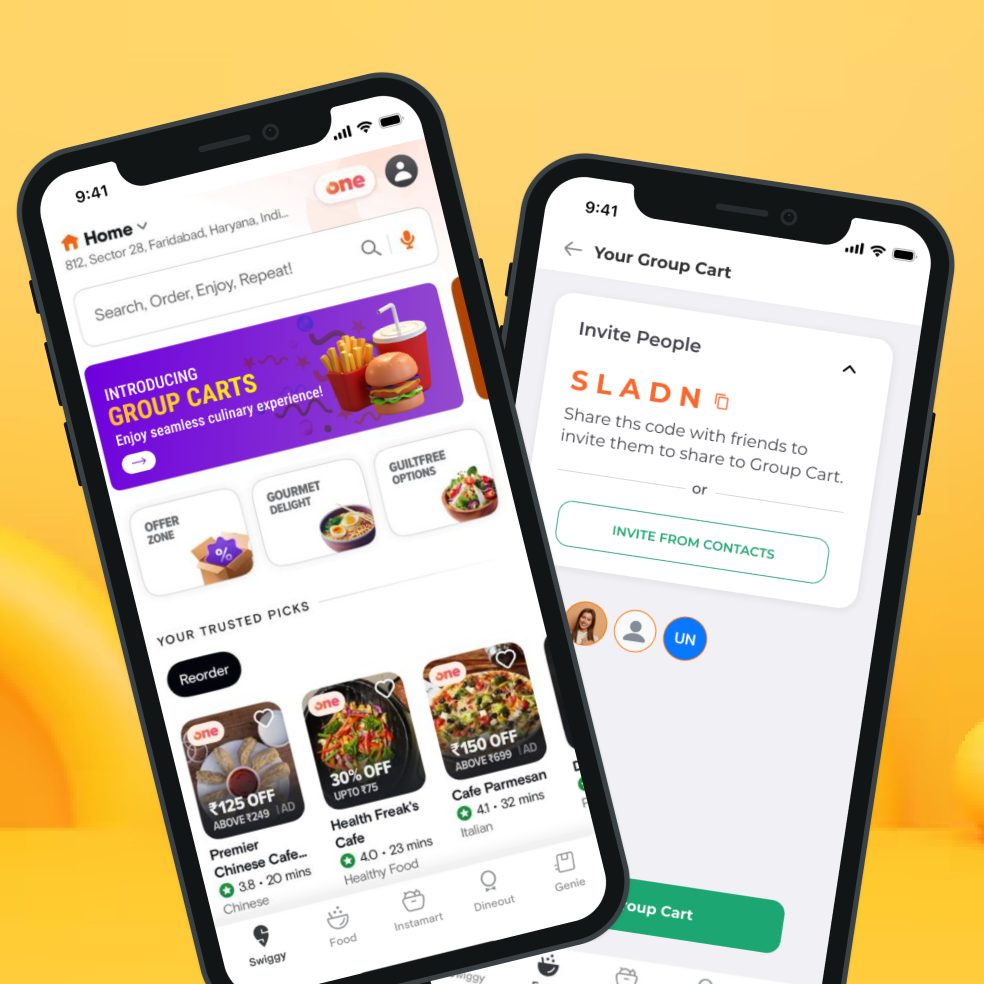 9:41
one
Home
812, Sector 28, Faridabad, Haryana, Indi...
Search, Order, Enjoy, Repeat!
INTRODUCING
GROUP CARTS
Enjoy seamless culinary experience!
OFFER
ZONE
GOURMET
DELIGHT
GUILTFREE
OPTIONS
%
YOUR TRUSTED PICKS
Reorder
one
₹125 OFF
ABOVE ₹249 | AD
Premier
Chinese Cafe...
3.8 • 20 mins
Chinese
one
30% OFF
UPTO ₹75
Health Freak's
Cafe
4.0 • 23 mins
Healthy Food
one
₹150 OFF
ABOVE ₹699 | AD
Cafe Parmesan
4.1 • 32 mins
Italian
Swiggy
Food
Instamart
Dineout
Genie
9:41
Your Group Cart
Invite People
SLADN
Share ths code with friends to
invite them to share to Group Cart.
or
INVITE FROM CONTACTS
UN
roup Cart
wiggy